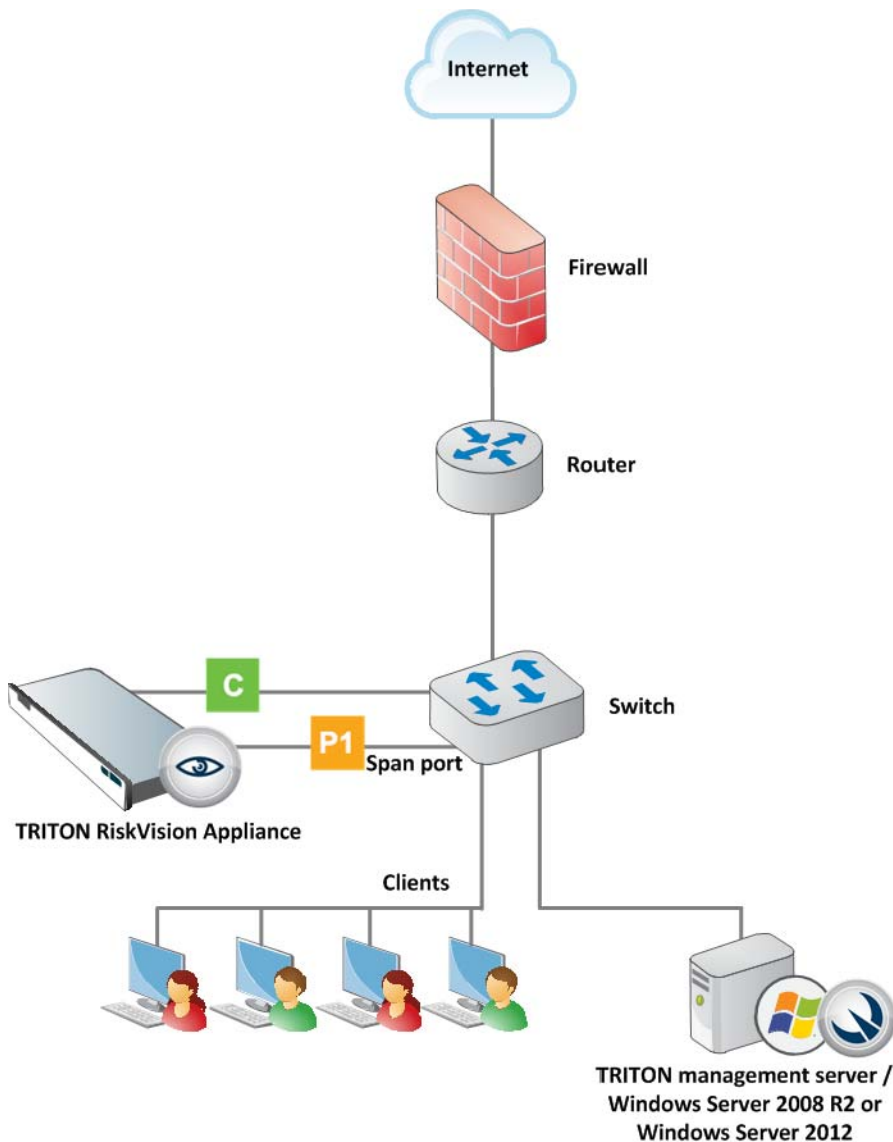 Internet
Firewall
Router
C
Switch
P1
Span port
TRITON RiskVision Appliance
Clients
TRITON management server /
Windows Server 2008 R2 or
Windows Server 2012